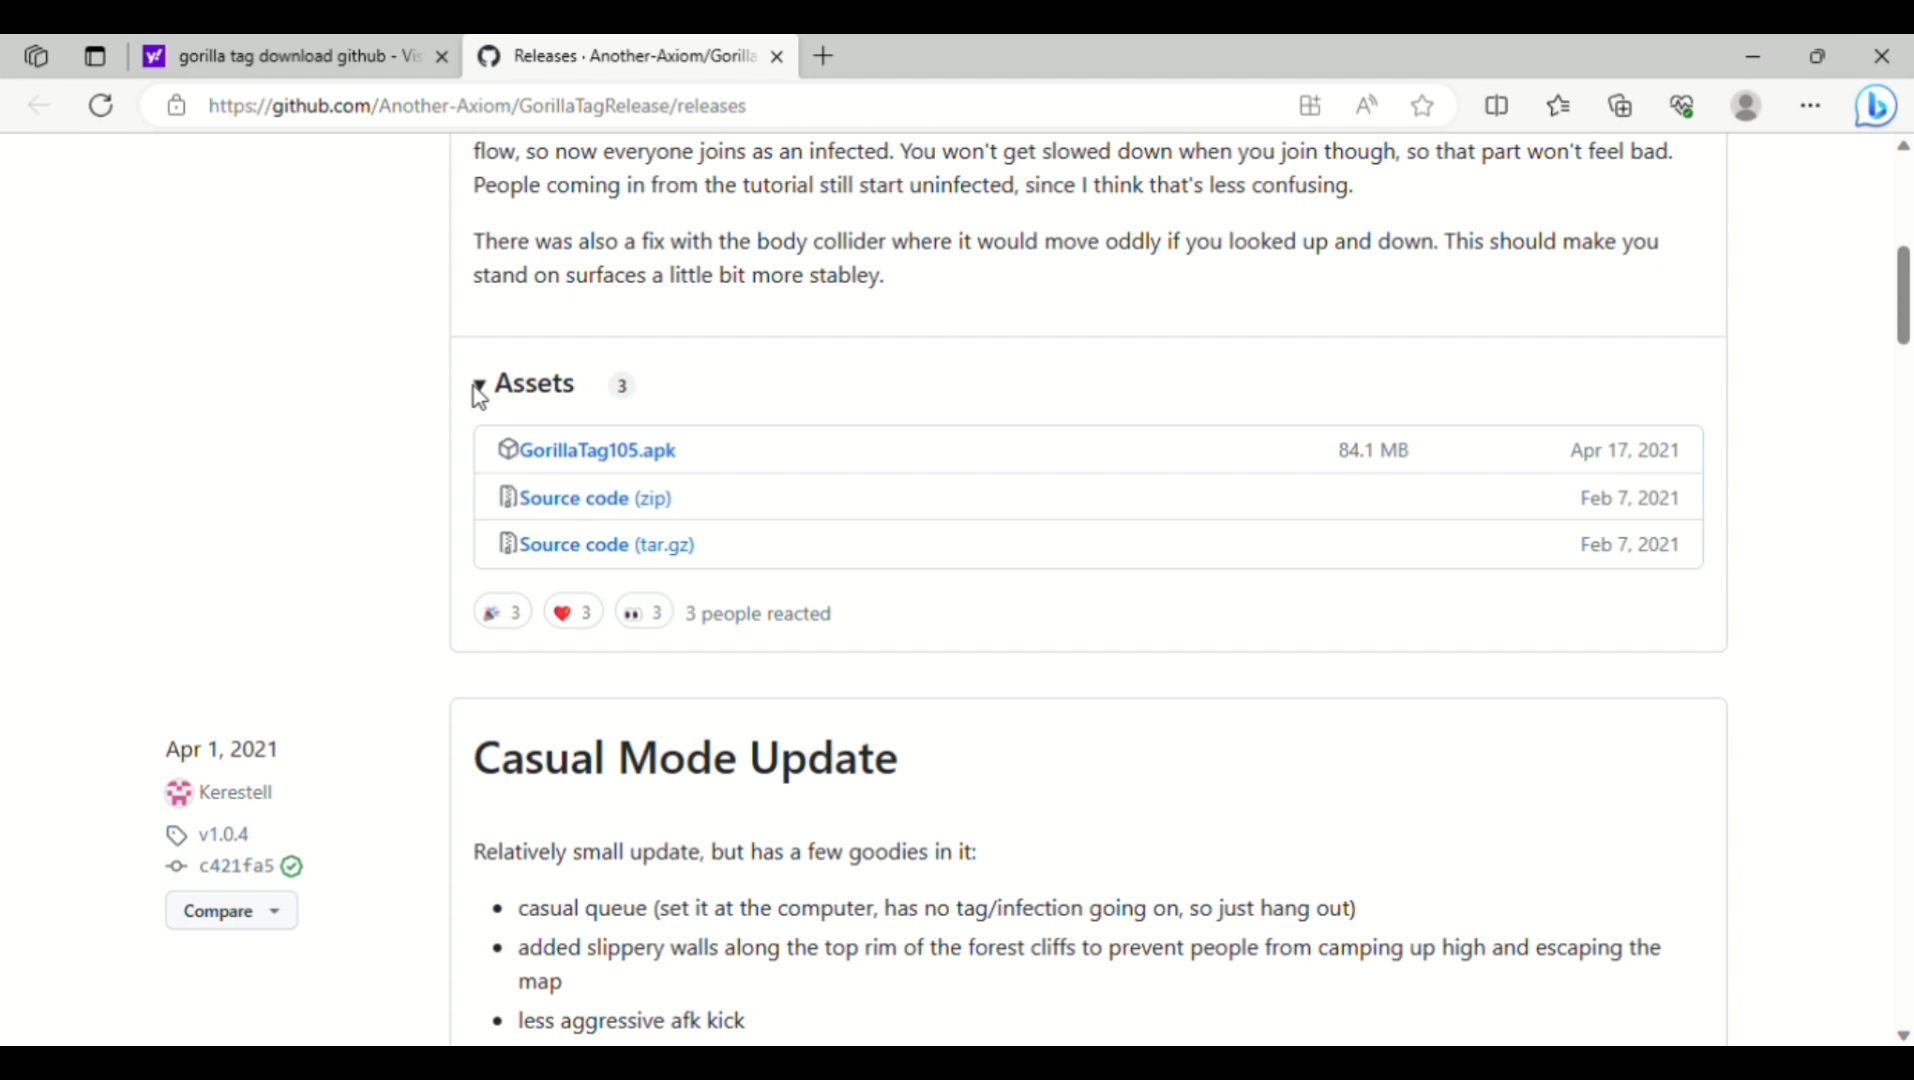 gorilla tag download github - Vis
Releases · Another-Axiom/Gorilla
https://github.com/Another-Axiom/GorillaTagRelease/releases
flow, so now everyone joins as an infected. You won't get slowed down when you join though, so that part won't feel bad.
People coming in from the tutorial still start uninfected, since I think that's less confusing.
There was also a fix with the body collider where it would move oddly if you looked up and down. This should make you
stand on surfaces a little bit more stabley.
Assets 3
GorillaTag105.apk 84.1 MB Apr 17, 2021
Source code (zip) Feb 7, 2021
Source code (tar.gz) Feb 7, 2021
3 3 3 3 people reacted
Apr 1, 2021
Kerestell
v1.0.4
c421fa5
Compare
Casual Mode Update
Relatively small update, but has a few goodies in it:
• casual queue (set it at the computer, has no tag/infection going on, so just hang out)
• added slippery walls along the top rim of the forest cliffs to prevent people from camping up high and escaping the
map
• less aggressive afk kick